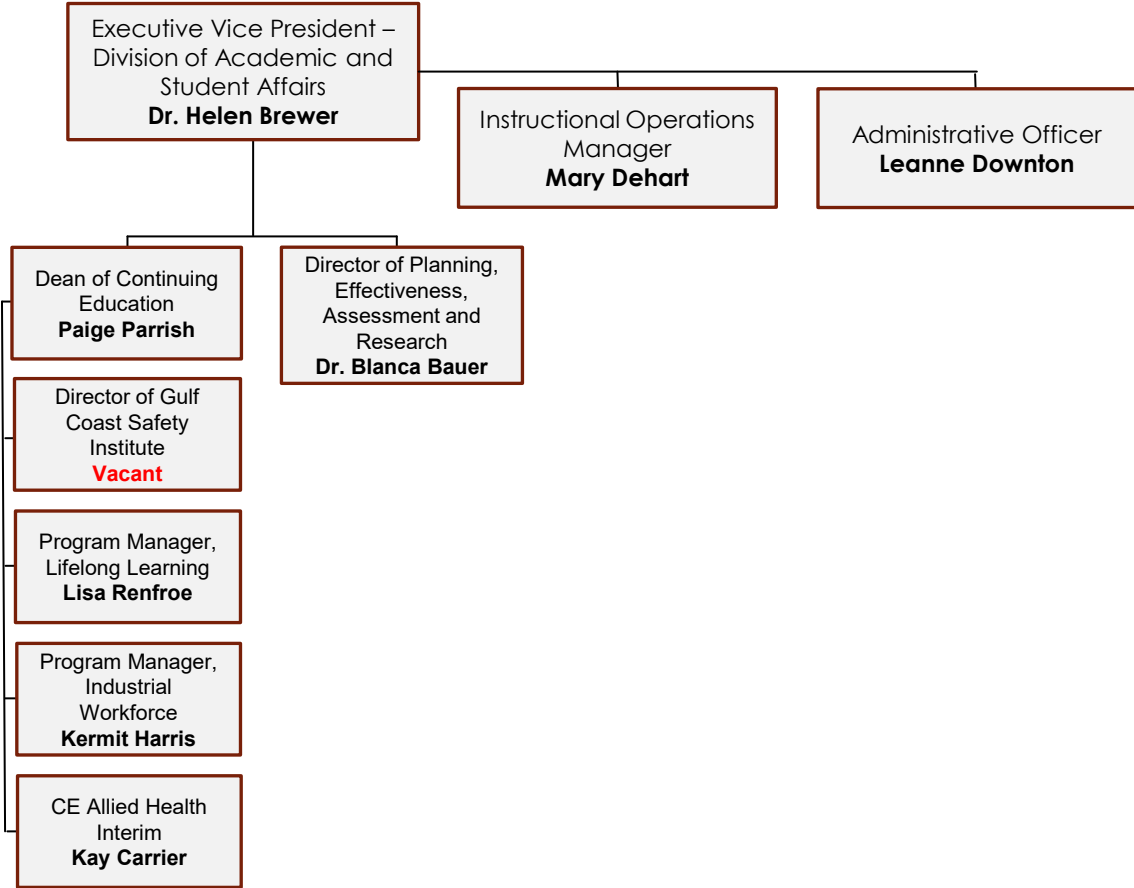 Executive Vice President –
Division of Academic and
Student Affairs
Dr. Helen Brewer
Instructional Operations
Manager
Mary Dehart
Administrative Officer
Leanne Downton
Dean of Continuing
Education
Paige Parrish
Director of Planning,
Effectiveness,
Assessment and
Research
Dr. Blanca Bauer
Director of Gulf
Coast Safety
Institute
Vacant
Program Manager,
Lifelong Learning
Lisa Renfroe
Program Manager,
Industrial
Workforce
Kermit Harris
CE Allied Health
Interim
Kay Carrier